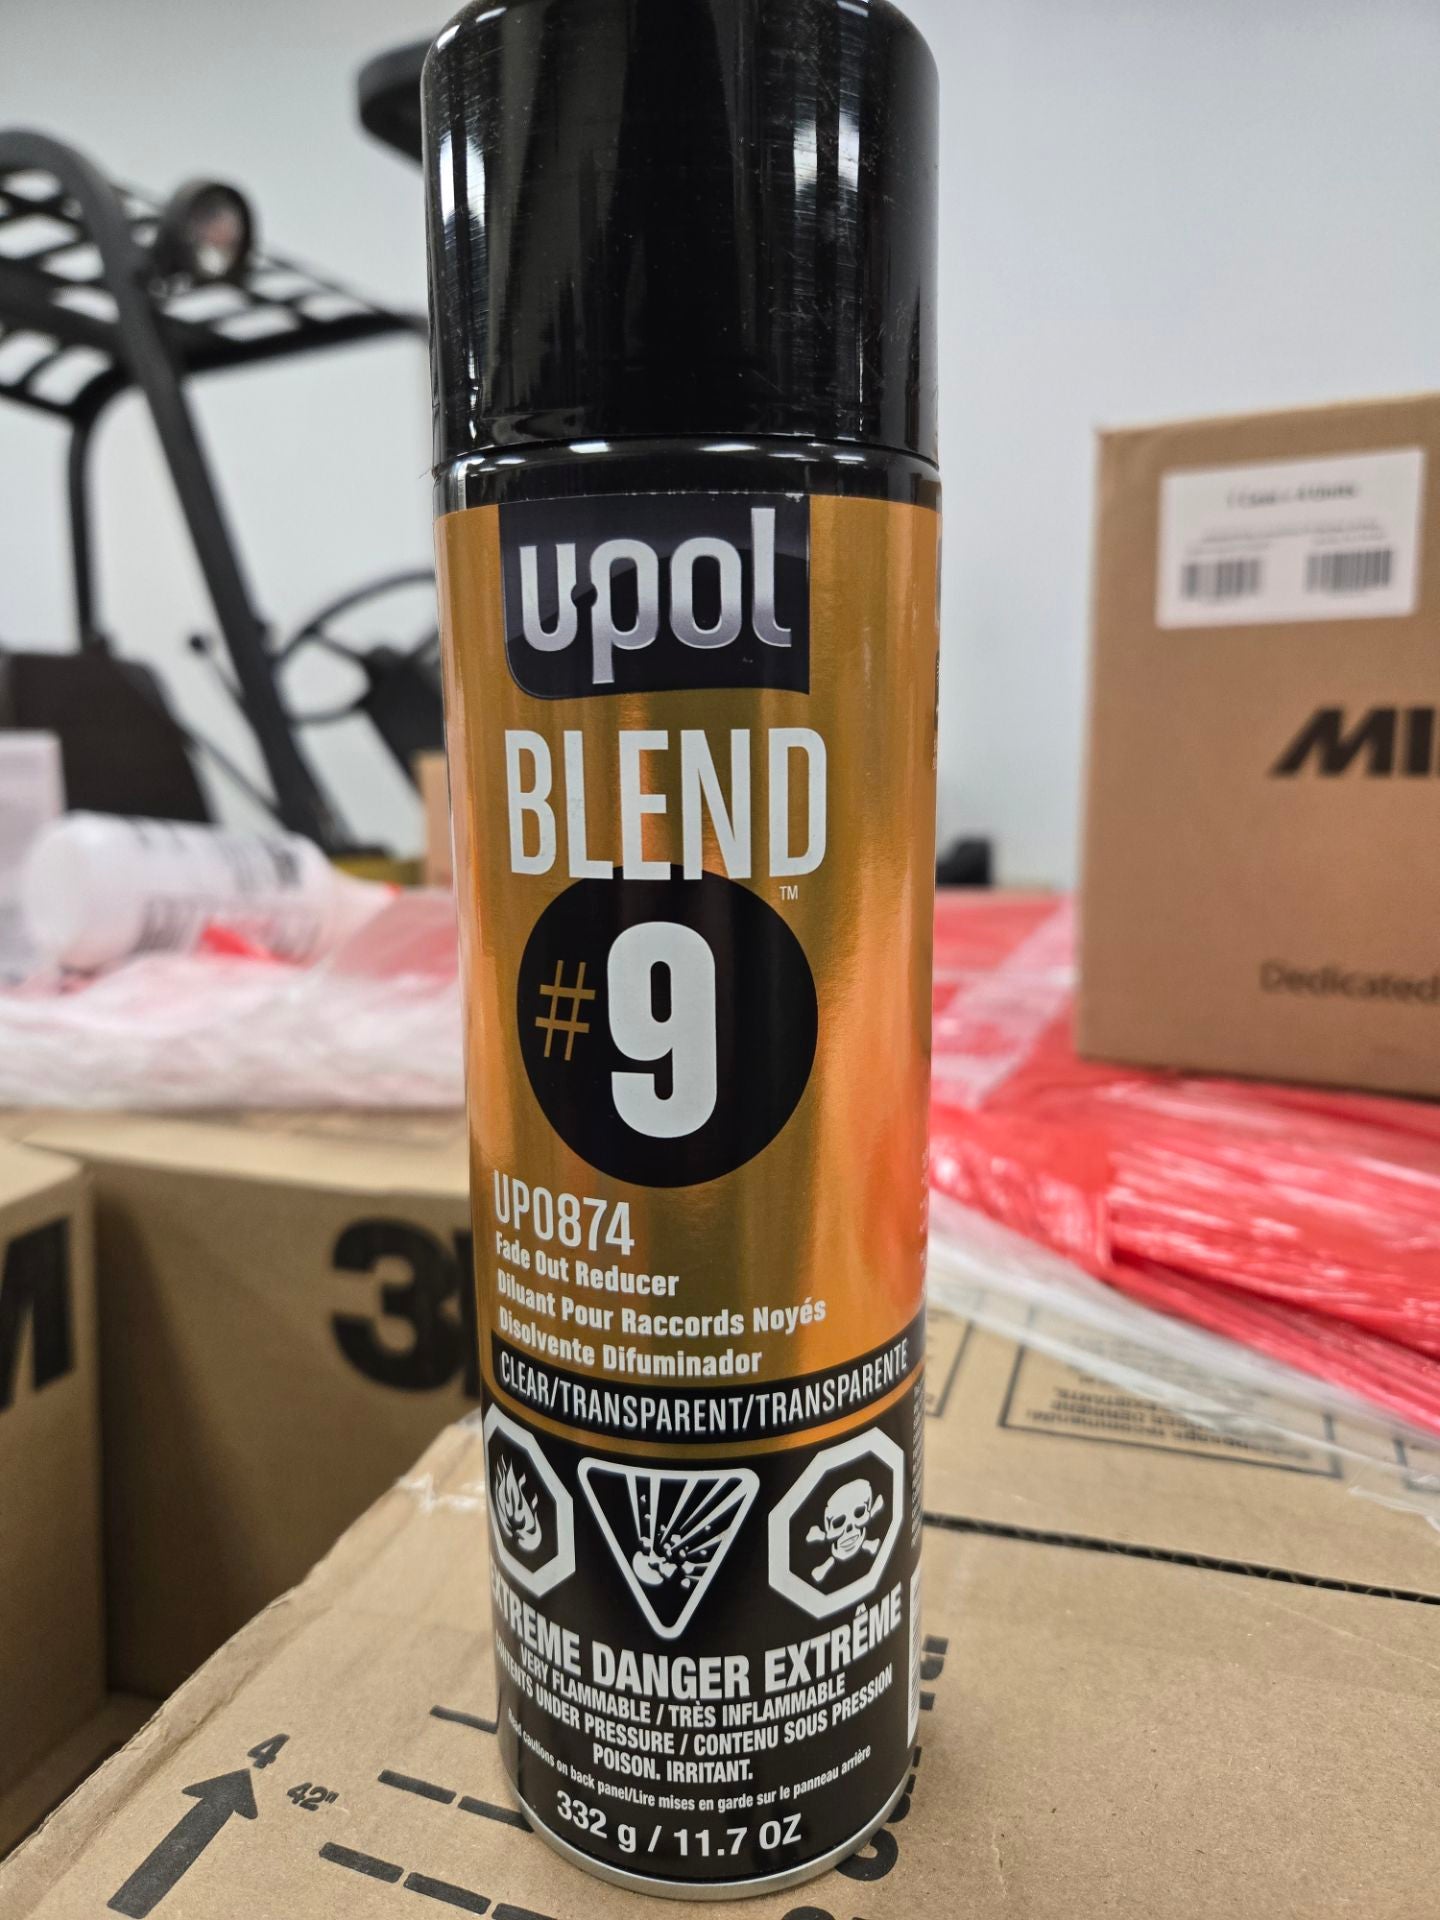 upol
BLEND
™
#9
UP0874
Fade Out Reducer
Diluant Pour Raccords Noyés
Disolvente Difuminador
CLEAR/TRANSPARENT/TRANSPARENTE
EXTREME DANGER EXTRÊME
VERY FLAMMABLE / TRÈS INFLAMMABLE
CONTENTS UNDER PRESSURE / CONTENU SOUS PRESSION
POISON. IRRITANT.
Read cautions on back panel/Lire mises en garde sur le panneau arrière
332 g / 11.7 OZ
MI
Dedicated
3M
M
4
42"